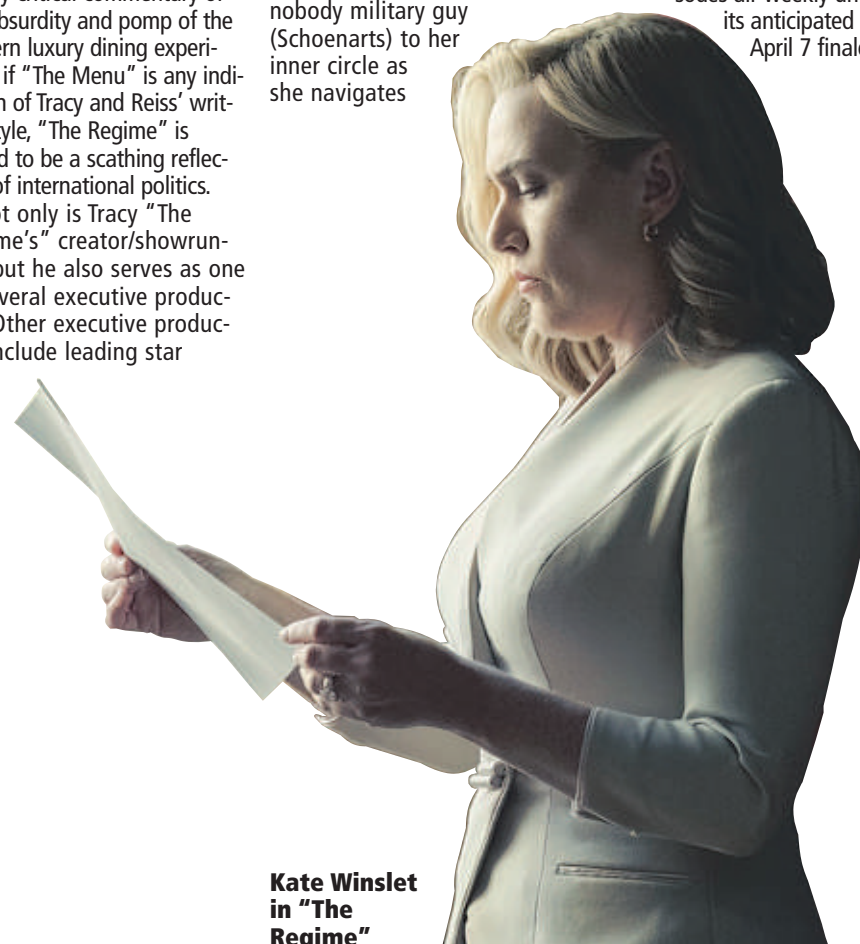 bsurdity and pomp of the
ern luxury dining experi-
if “The Menu” is any indi-
n of Tracy and Reiss’ writ-
tyle, “The Regime” is
d to be a scathing reflec-
of international politics.
ot only is Tracy “The
me’s” creator/showrun-
out he also serves as one
veral executive produc-
Other executive produc-
nclude leading star
nobody military guy
(Schoenarts) to her
inner circle as
she navigates
its anticipated
April 7 finale
Kate Winslet
in “The
Regime”